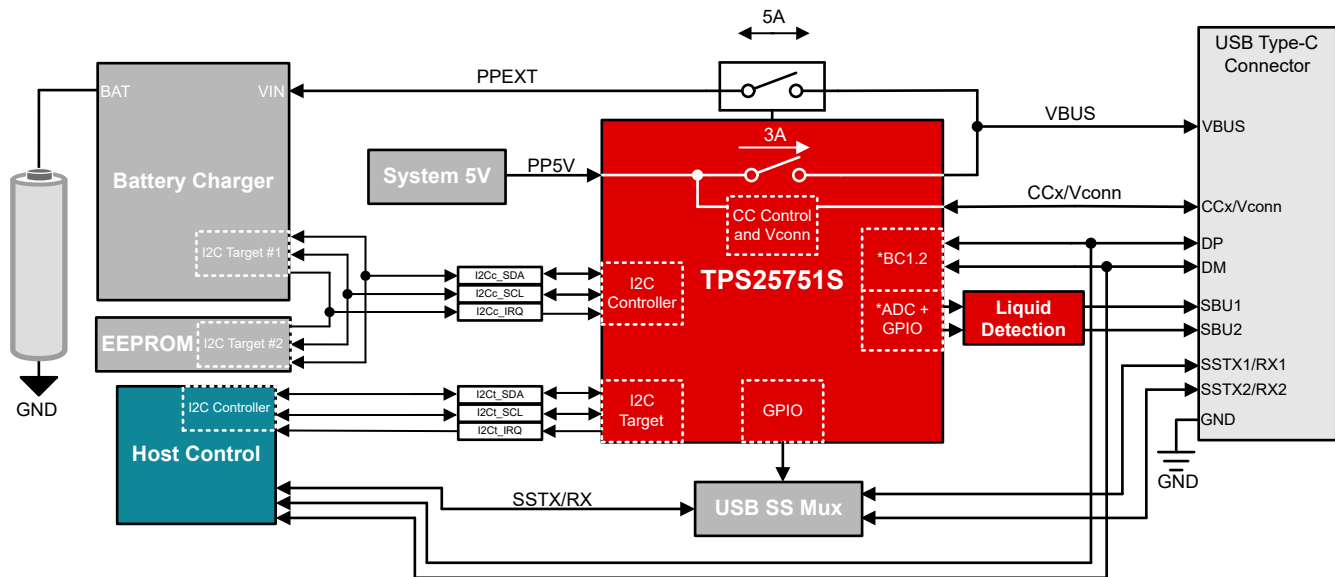 5A
USB Type-C
Connector
PPEXT
BAT
VIN
VBUS
VBUS
3A
Battery Charger
System 5V
PP5V
CCx/Vconn
CCx/Vconn
CC Control
and Vconn
I2C Target #1
*BC1.2
DP
DM
TPS25751S
I2Cc_SDA
I2Cc_SCL
I2Cc_IRQ
I2C
Controller
*ADC +
GPIO
Liquid
Detection
SBU1
SBU2
EEPROM
I2C Target #2
SSTX1/RX1
SSTX2/RX2
GND
I2C Controller
I2Ct_SDA
I2Ct_SCL
I2Ct_IRQ
I2C
Target
GPIO
GND
Host Control
GND
SSTX/RX
USB SS Mux